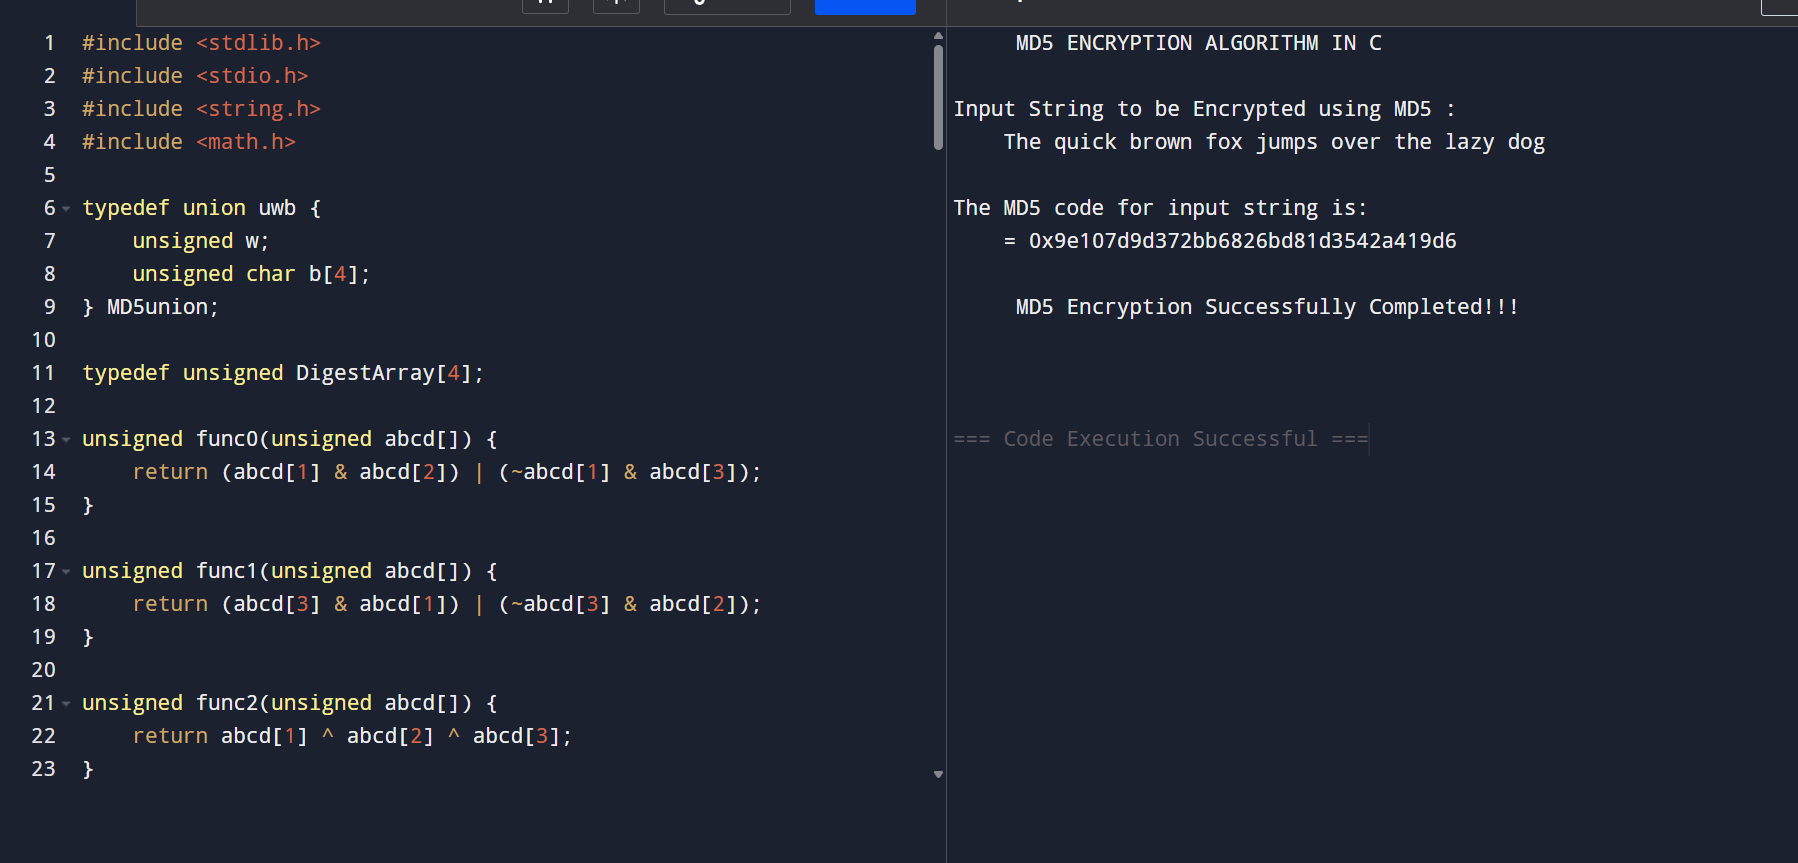 1 #include <stdlib.h>
2 #include <stdio.h>
3 #include <string.h>
4 #include <math.h>
5
6 typedef union uwb {
7     unsigned w;
8     unsigned char b[4];
9 } MD5union;
10
11 typedef unsigned DigestArray[4];
12
13 unsigned func0(unsigned abcd[]) {
14     return (abcd[1] & abcd[2]) | (~abcd[1] & abcd[3]);
15 }
16
17 unsigned func1(unsigned abcd[]) {
18     return (abcd[3] & abcd[1]) | (~abcd[3] & abcd[2]);
19 }
20
21 unsigned func2(unsigned abcd[]) {
22     return abcd[1] ^ abcd[2] ^ abcd[3];
23 }
MD5 ENCRYPTION ALGORITHM IN C
Input String to be Encrypted using MD5 :
The quick brown fox jumps over the lazy dog
The MD5 code for input string is:
= 0x9e107d9d372bb6826bd81d3542a419d6
MD5 Encryption Successfully Completed!!!
=== Code Execution Successful ===